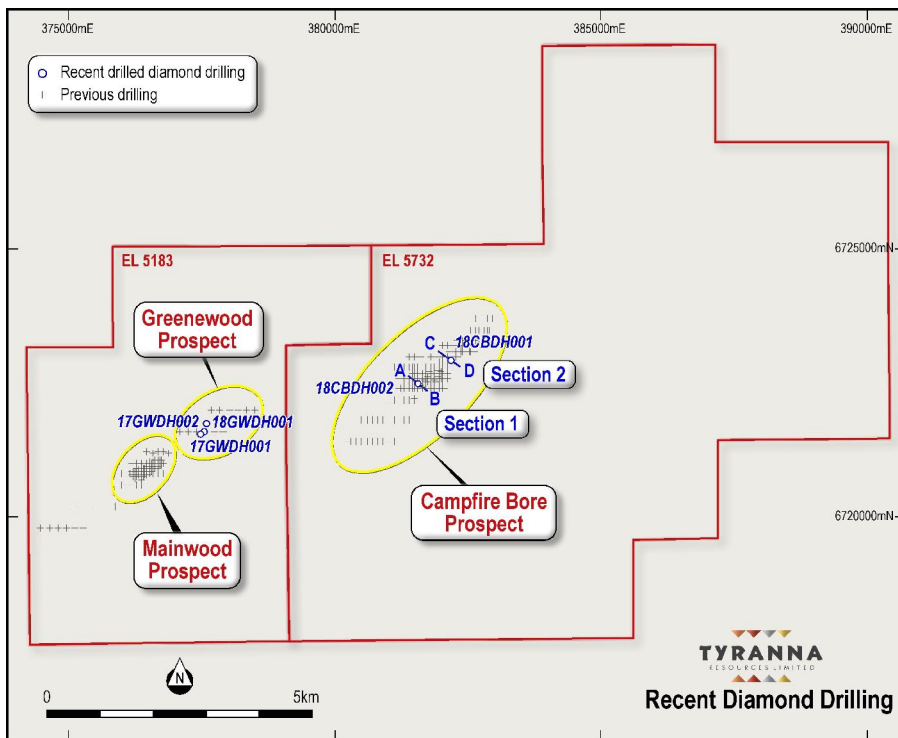 375000mE
380000mE
385000mE
390000mE
Recent drilled diamond drilling
Previous drilling
6725000mN
EL 5183
EL 5732
Greenewood
Prospect
C
18CBDH001
A
D
Section 2
18CBDH002
B
17GWDH002
18GWDH001
Section 1
17GWDH001
Campfire Bore
Prospect
6720000mN
Mainwood
Prospect
N
TYRANNA
RESOURCES LIMITED
0
5km
Recent Diamond Drilling